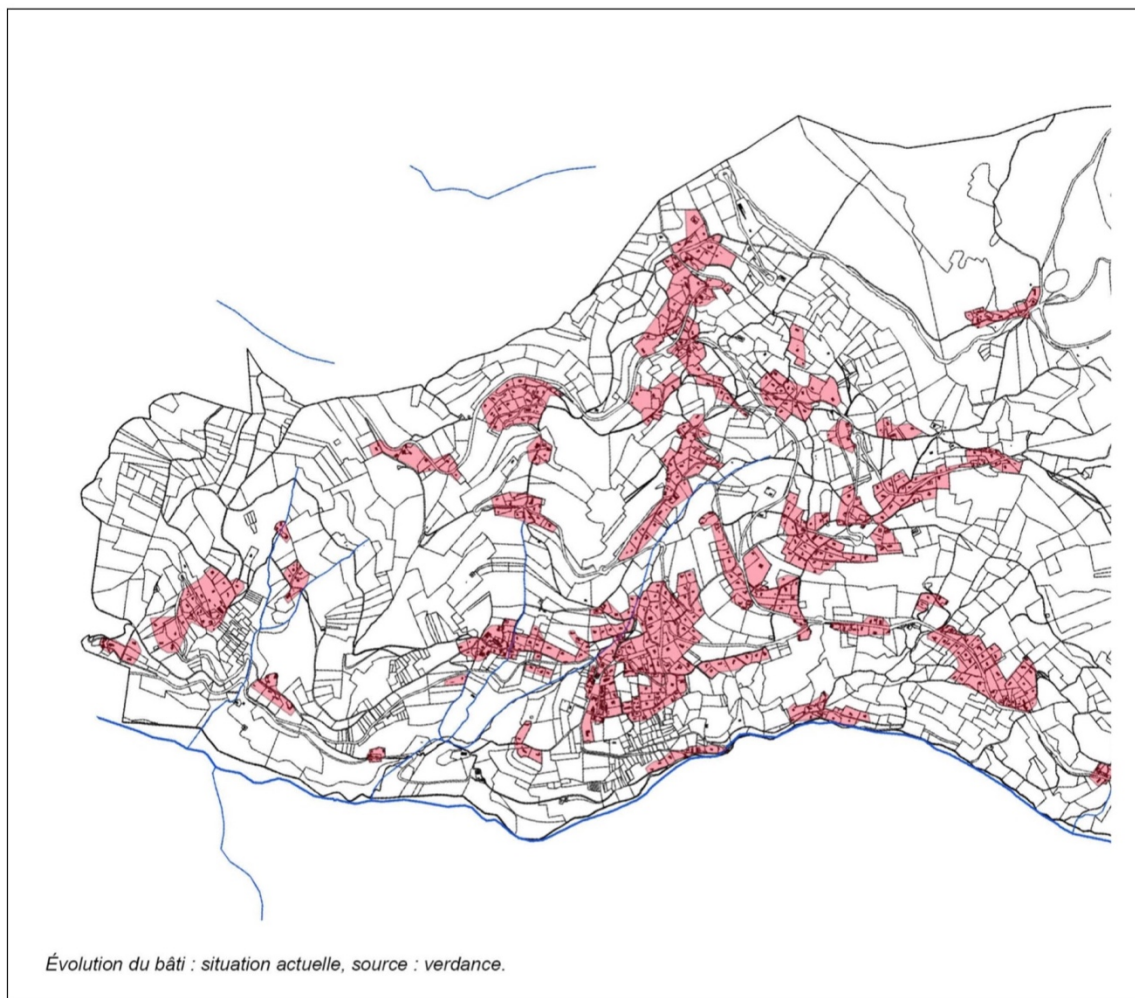 Évolution du bâti : situation actuelle, source : verdance.